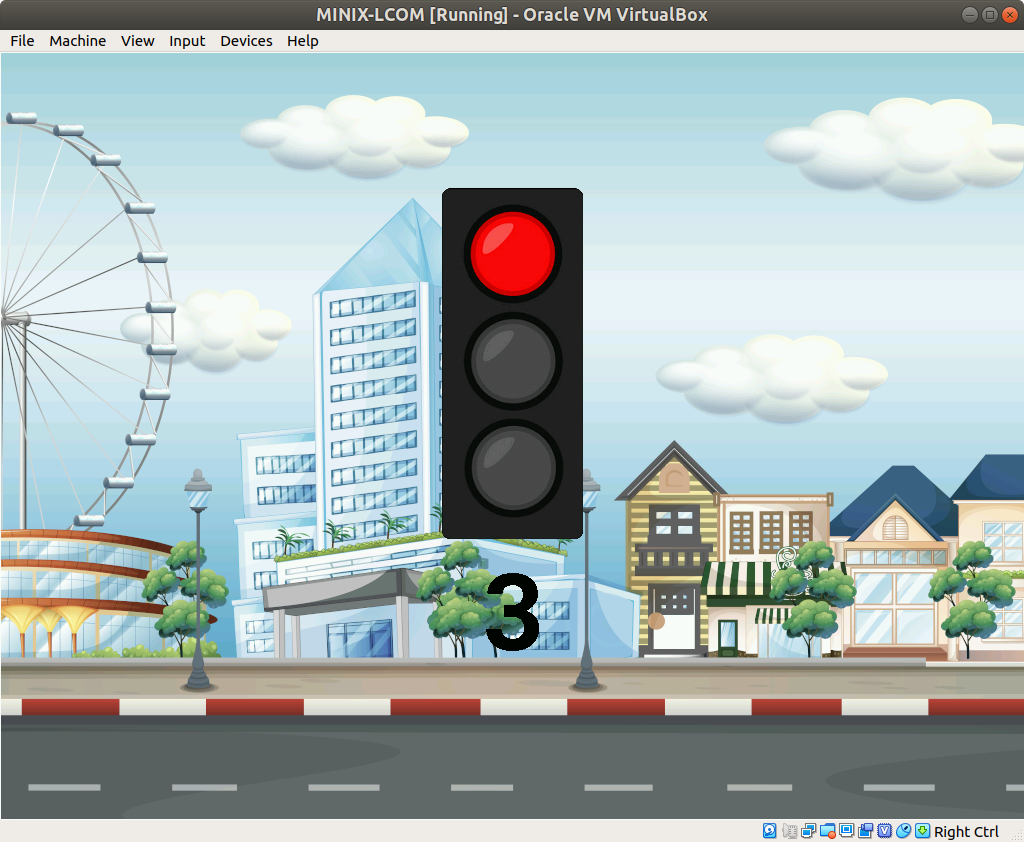 MINIX-LCOM [Running] - Oracle VM VirtualBox
File Machine View Input Devices Help
3
Right Ctrl